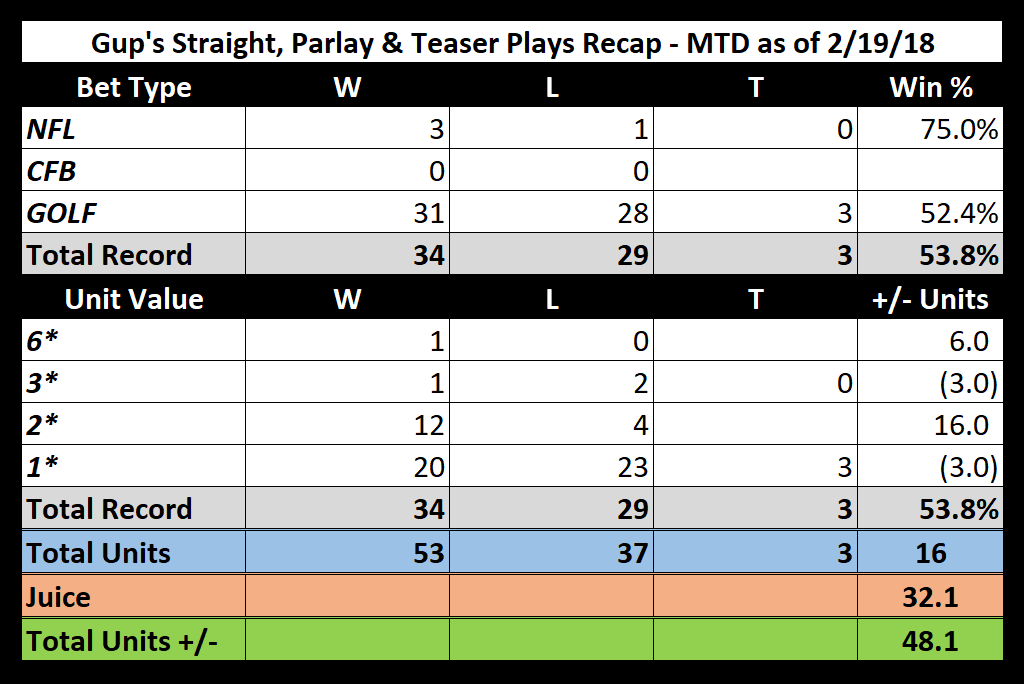 Gup's Straight, Parlay & Teaser Plays Recap - MTD as of 2/19/18
Bet Type W L T Win %
NFL 3 1 0 75.0%
CFB 0 0
GOLF 31 28 3 52.4%
Total Record 34 29 3 53.8%
Unit Value W L T +/- Units
6* 1 0 6.0
3* 1 2 0 (3.0)
2* 12 4 16.0
1* 20 23 3 (3.0)
Total Record 34 29 3 53.8%
Total Units 53 37 3 16
Juice 32.1
Total Units +/- 48.1